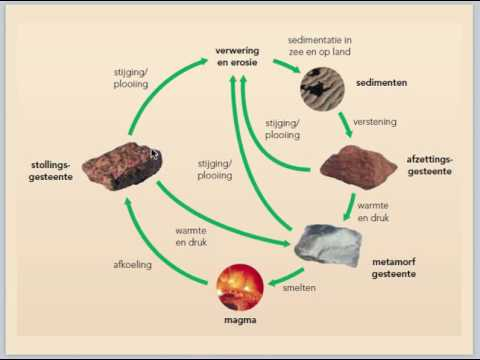 verwering
en erosie
sedimentatie in
zee en op land
sedimenten
verstening
afzettings-
gesteente
warmte
en druk
metamorf
gesteente
smelten
magma
afkoeling
stollings-
gesteente
stijging/
plooiing
stijging/
plooiing
stijging/
plooiing
warmte
en druk